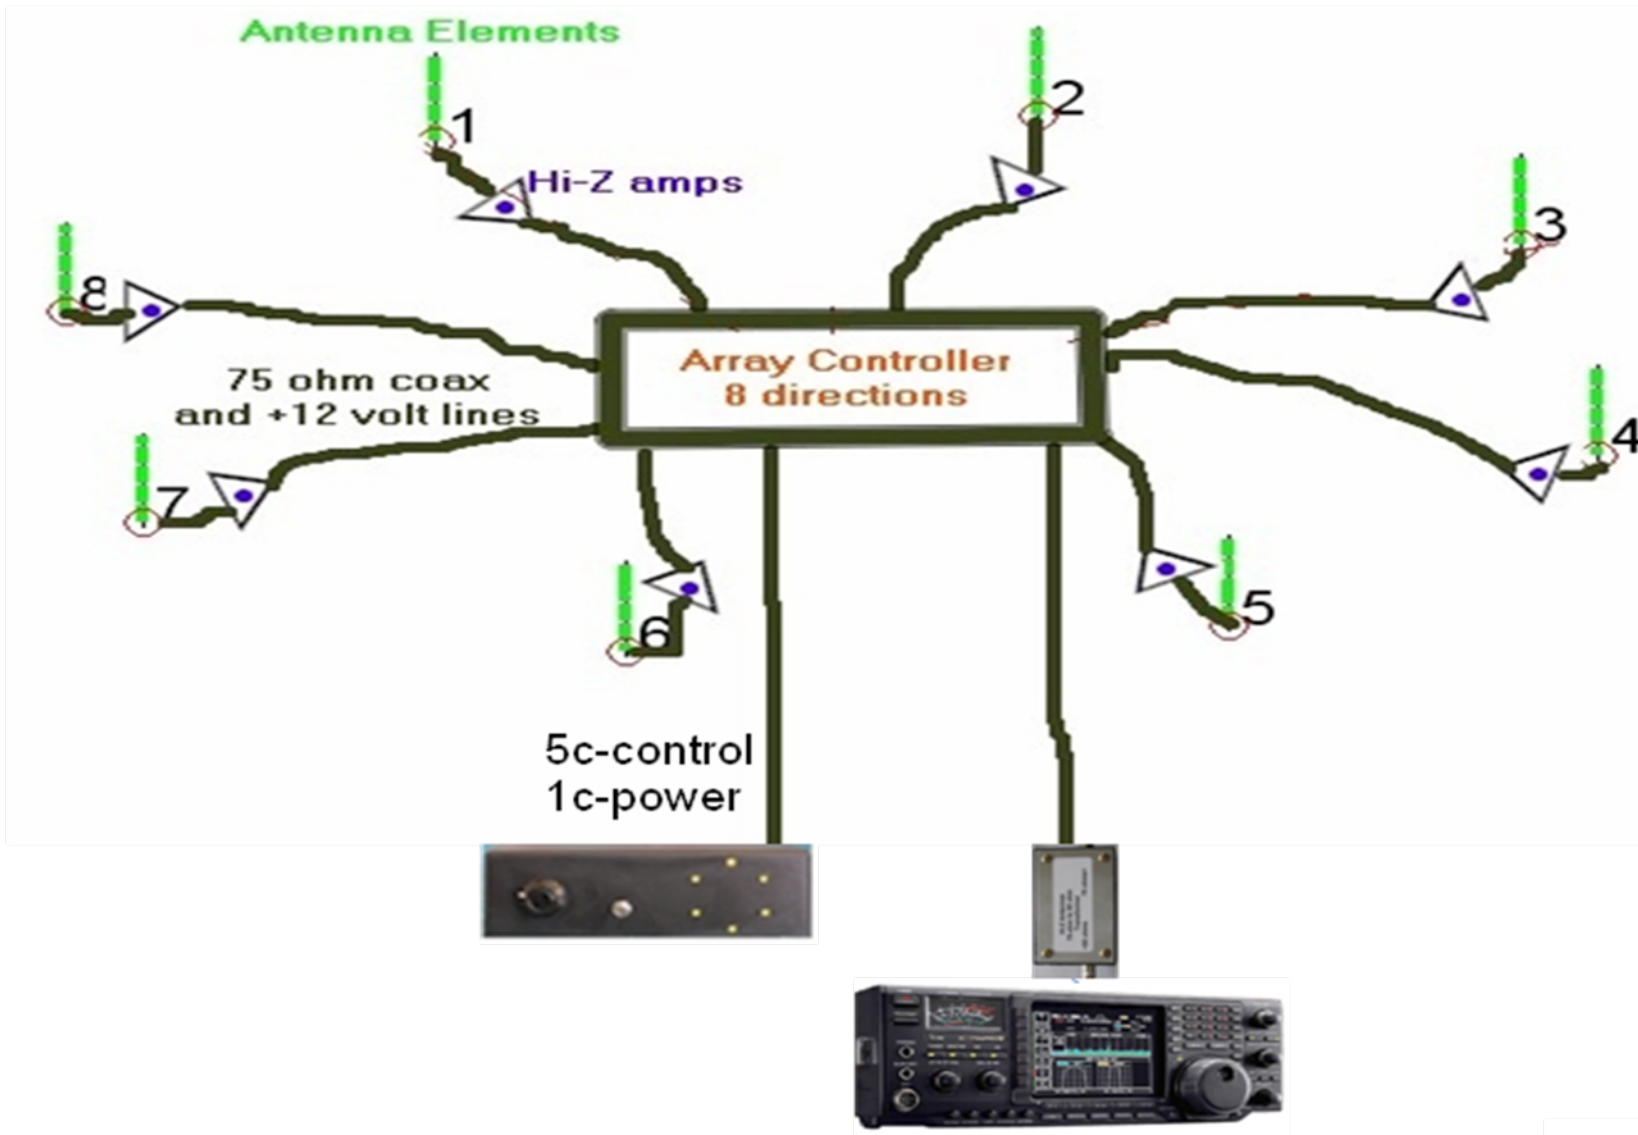 Antenna Elements
1
2
Hi-Z amps
3
8
Array Controller
8 directions
75 ohm coax
and +12 volt lines
4
7
5
6
5c-control
1c-power